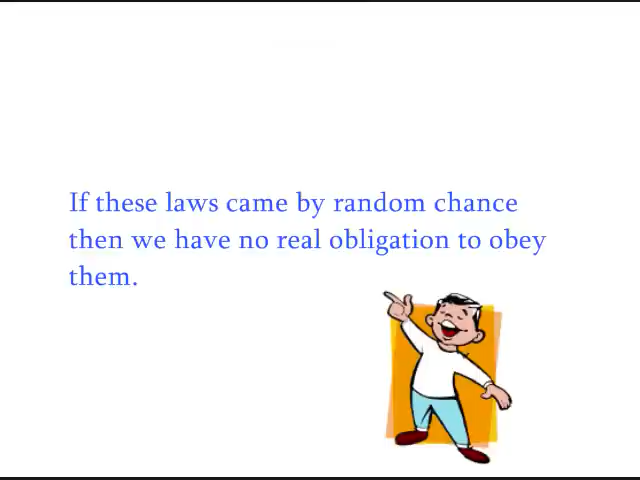 If these laws came by random chance
then we have no real obligation to obey
them.